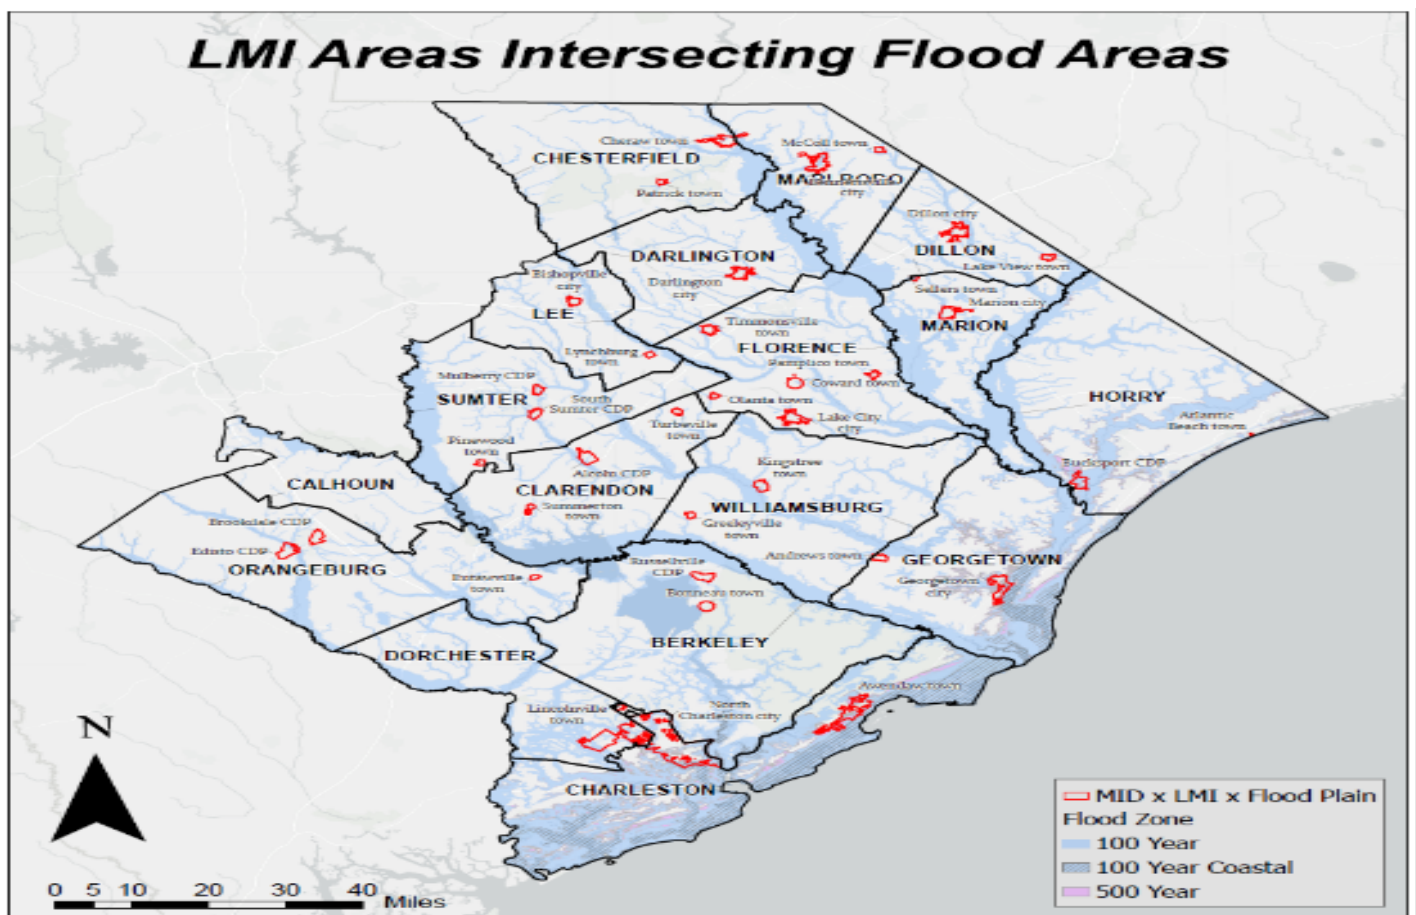 LMI Areas Intersecting Flood Areas
Cheraw town
McColl town
CHESTERFIELD
MARLBORO
city
Patrick town
Dillon city
DILLON
Lake View town
DARLINGTON
Darlington
city
Bishopville
city
LEE
Sellers town
Marion city
MARION
Timmonsville
town
FLORENCE
Lynchburg
town
Pamplico town
Coward town
Mulberry CDP
SUMTER
South
Sumter CDP
Olanta town
Lake City
city
HORRY
Atlantic
Beach town
Turbeville
town
Pinewood
town
Alcolu CDP
Kingstree
town
Bucksport CDP
CALHOUN
CLARENDON
Summerton
town
WILLIAMSBURG
Greeleyville
town
Brookdale CDP
Edisto CDP
ORANGEBURG
Eutawville
town
Russellville
CDP
Bonneau town
Andrews town
GEORGETOWN
Georgetown
city
BERKELEY
DORCHESTER
Awendaw town
Lincolnville
town
North
Charleston city
CHARLESTON
N
0 5 10 20 30 40
Miles
MID x LMI x Flood Plain
Flood Zone
100 Year
100 Year Coastal
500 Year